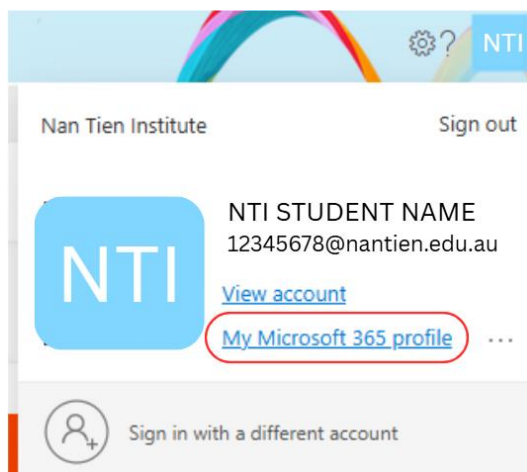 ? NTI
Nan Tien Institute Sign out
NTI
NTI STUDENT NAME
12345678@nantien.edu.au
View account
My Microsoft 365 profile ...
Sign in with a different account